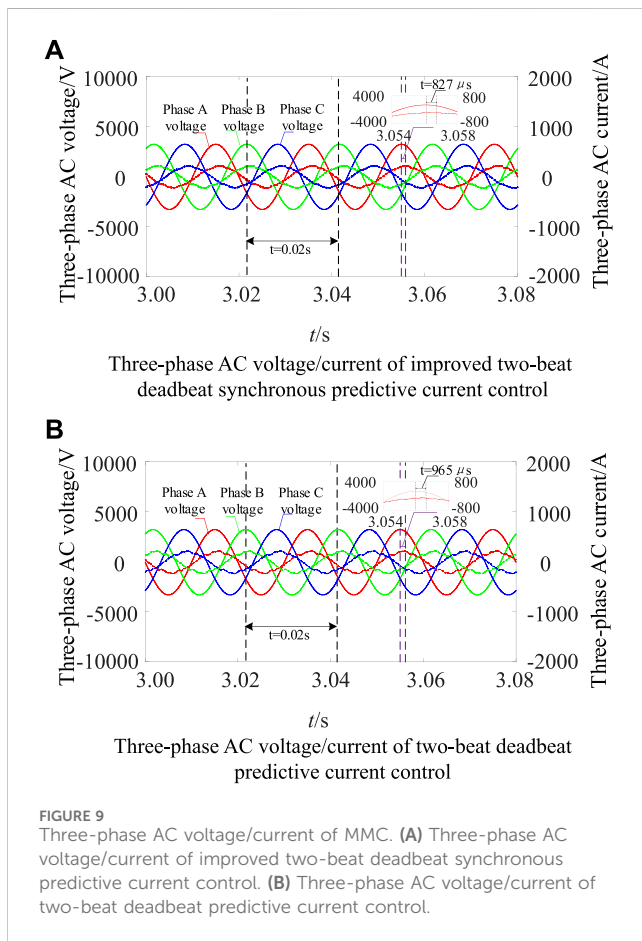 A
Three-phase AC voltage/V
10000
5000
0
-5000
-10000
Phase A voltage
Phase B voltage
Phase C voltage
t=827 μs
4000
-4000
800
-800
3.054
3.058
t=0.02s
2000
1000
0
-1000
-2000
Three-phase AC current/A
3.00 3.02 3.04 3.06 3.08
t/s
Three-phase AC voltage/current of improved two-beat
deadbeat synchronous predictive current control
B
Three-phase AC voltage/V
10000
5000
0
-5000
-10000
Phase A voltage
Phase B voltage
Phase C voltage
t=965 μs
4000
-4000
800
-800
3.054
3.058
t=0.02s
2000
1000
0
-1000
-2000
Three-phase AC current/A
3.00 3.02 3.04 3.06 3.08
t/s
Three-phase AC voltage/current of two-beat deadbeat
predictive current control
FIGURE 9
Three-phase AC voltage/current of MMC. (A) Three-phase AC
voltage/current of improved two-beat deadbeat synchronous
predictive current control. (B) Three-phase AC voltage/current of
two-beat deadbeat predictive current control.